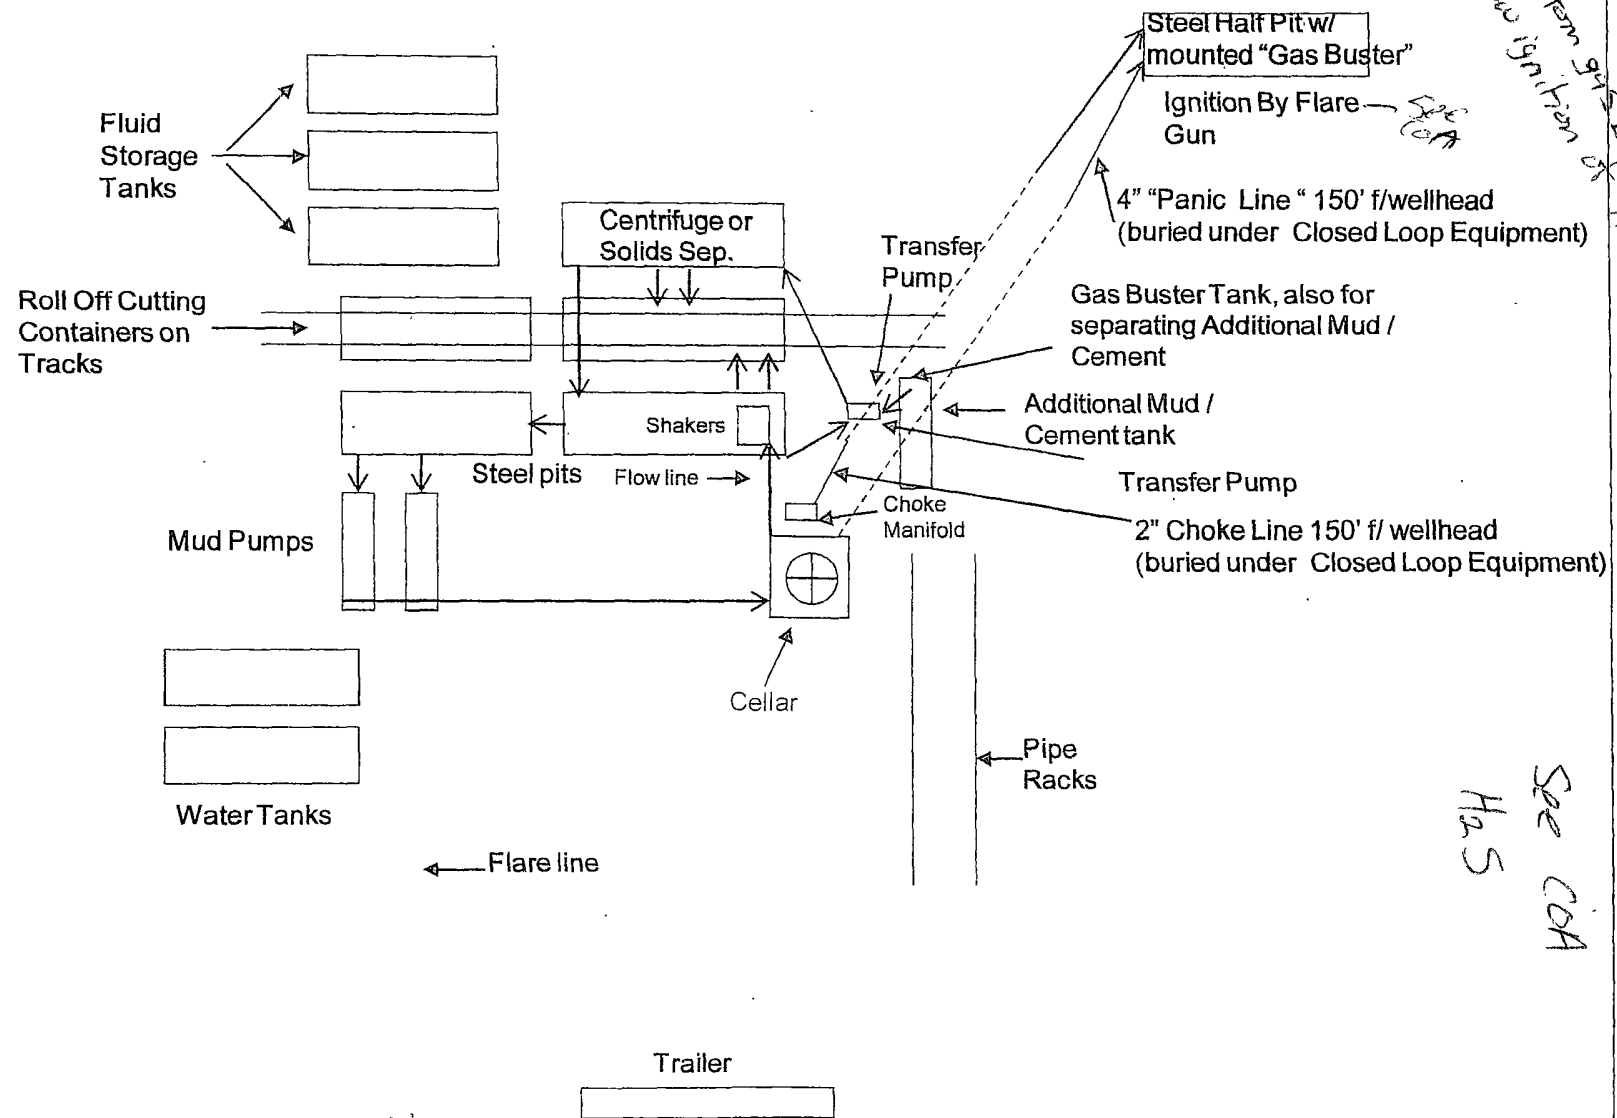 Steel Half Pit w/
mounted “Gas Buster”
Ignition By Flare
Gun
See
COA
ignition of
Fluid
Storage
Tanks
4” “Panic Line “ 150’ f/wellhead
(buried under Closed Loop Equipment)
Centrifuge or
Solids Sep.
Transfer
Pump
Roll Off Cutting
Containers on
Tracks
Gas Buster Tank, also for
separating Additional Mud /
Cement
Additional Mud /
Cement tank
Shakers
Steel pits
Flow line
Transfer Pump
Choke
Manifold
2" Choke Line 150’ f/ wellhead
(buried under Closed Loop Equipment)
Mud Pumps
Cellar
Pipe
Racks
Water Tanks
See COA
H2S
Flare line
Trailer